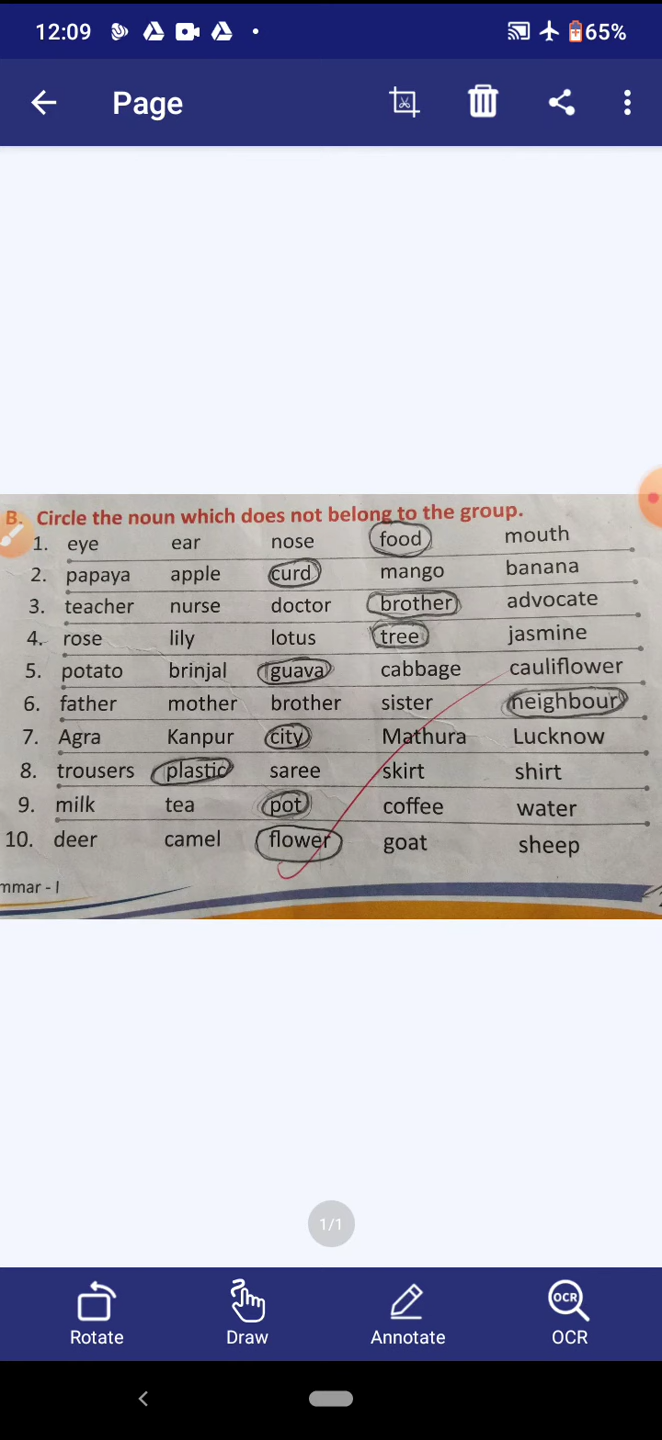 12:09 65%
Page
B. Circle the noun which does not belong to the group.
1. eye ear nose food mouth
2. papaya apple curd mango banana
3. teacher nurse doctor brother advocate
4. rose lily lotus tree jasmine
5. potato brinjal guava cabbage cauliflower
6. father mother brother sister neighbour
7. Agra Kanpur city Mathura Lucknow
8. trousers plastic saree skirt shirt
9. milk tea pot coffee water
10. deer camel flower goat sheep
mmar - I
1/1
OCR
Rotate Draw Annotate OCR